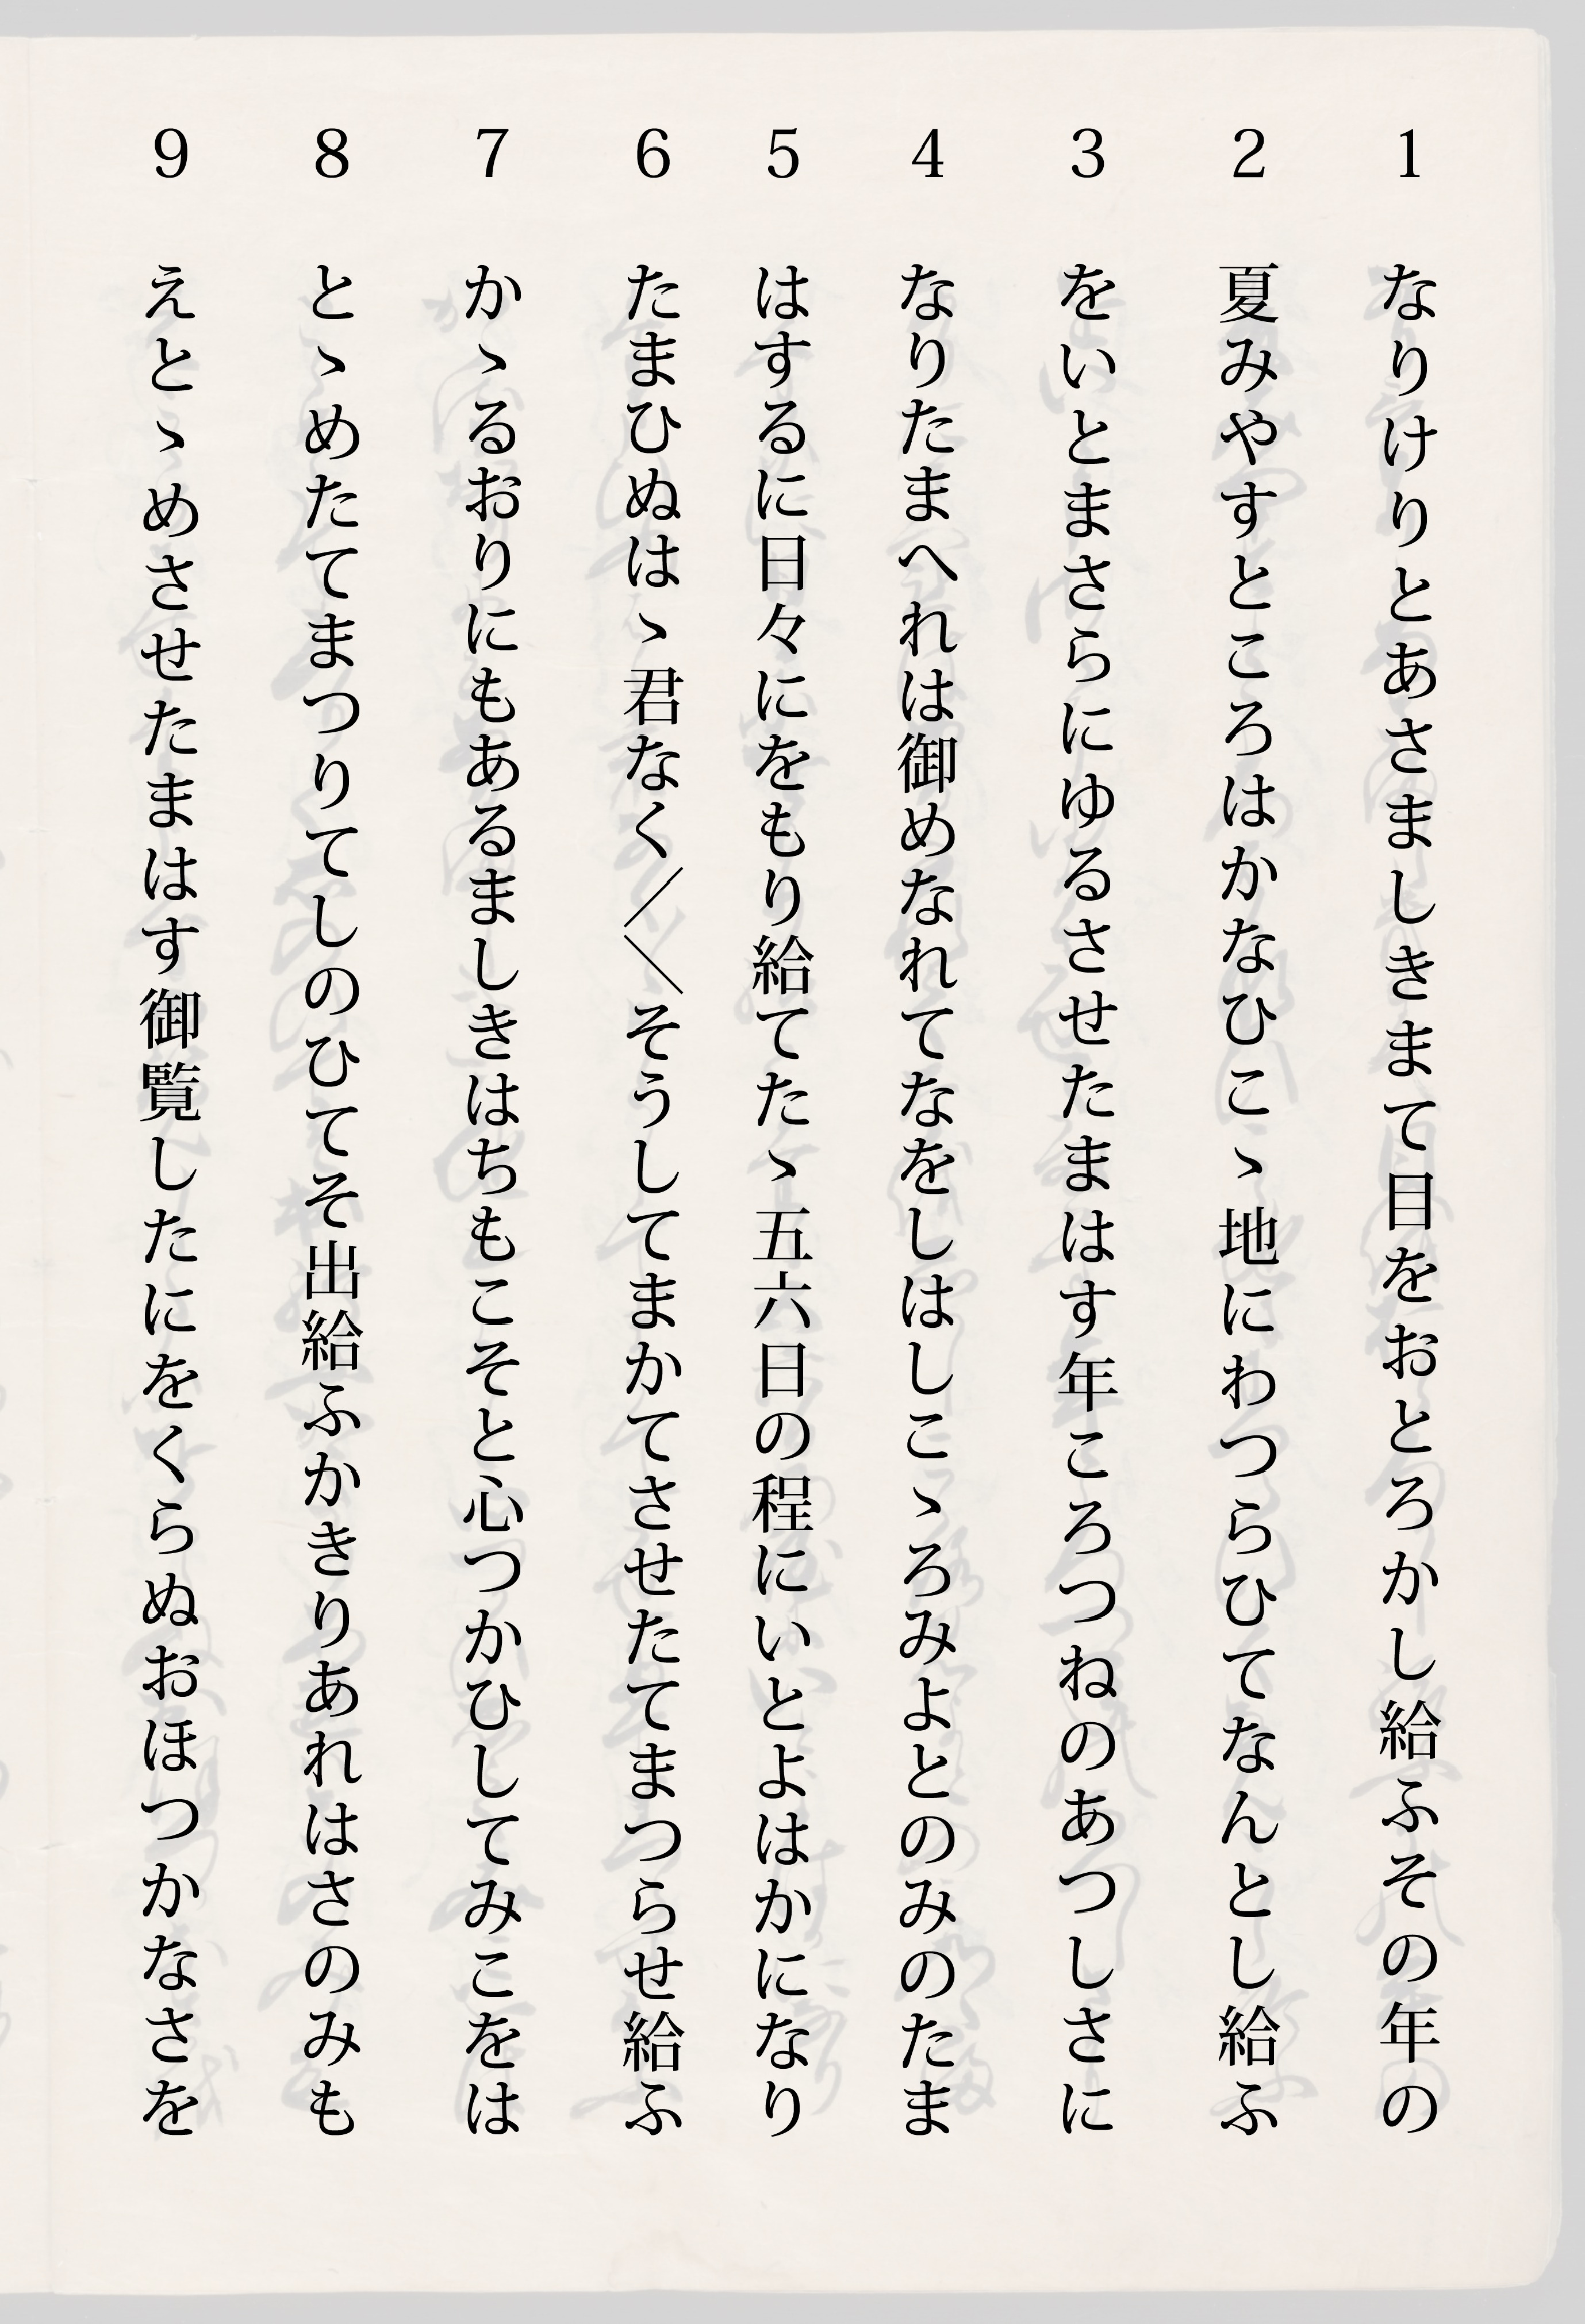 1 なりけりとあさましきまて目をおとろかし給ふその年の
2 夏みやすところはかなひこゝ地にわつらひてなんとし給ふ
3 をいとまさらにゆるさせたまはす年ころつねのあつしさに
4 なりたまへれは御めなれてなをしはしこゝろみよとのみのたま
5 はするに日々にをもり給てたゝ五六日の程にいとよはかになり
6 たまひぬはゝ君なく／＼そうしてまかてさせたてまつらせ給ふ
7 かゝるおりにもあるましきはちもこそと心つかひしてみこをは
8 とゝめたてまつりてしのひてそ出給ふかきりあれはさのみも
9 えとゝめさせたまはす御覧したにをくらぬおほつかなさを